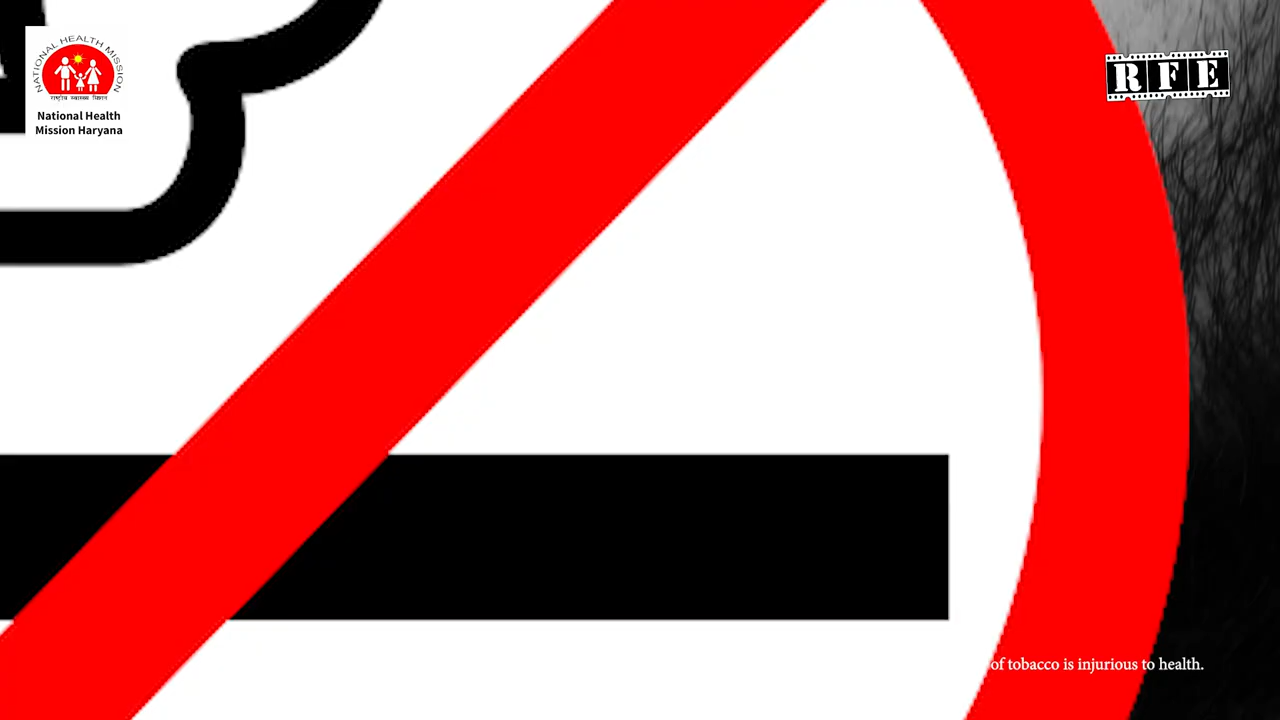 NATIONAL HEALTH MISSION
राष्ट्रीय स्वास्थ्य मिशन
National Health
Mission Haryana
RFE
of tobacco is injurious to health.